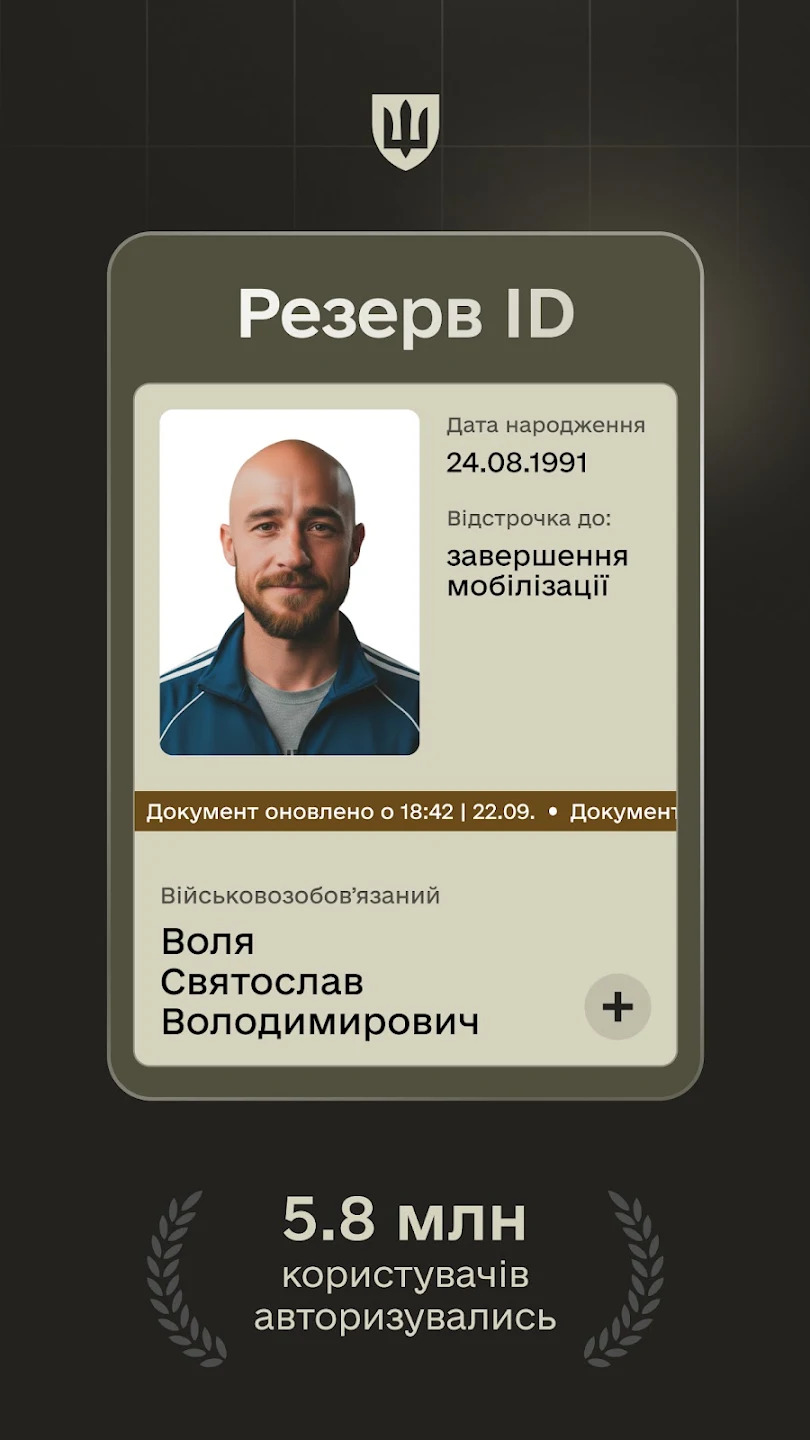 Резерв ID
Дата народження
24.08.1991
Відстрочка до:
завершення
мобілізації
Документ оновлено о 18:42 | 22.09. • Документ
Військовозобов’язаний
Воля
Святослав
Володимирович
+
5.8 млн
користувачів
авторизувались